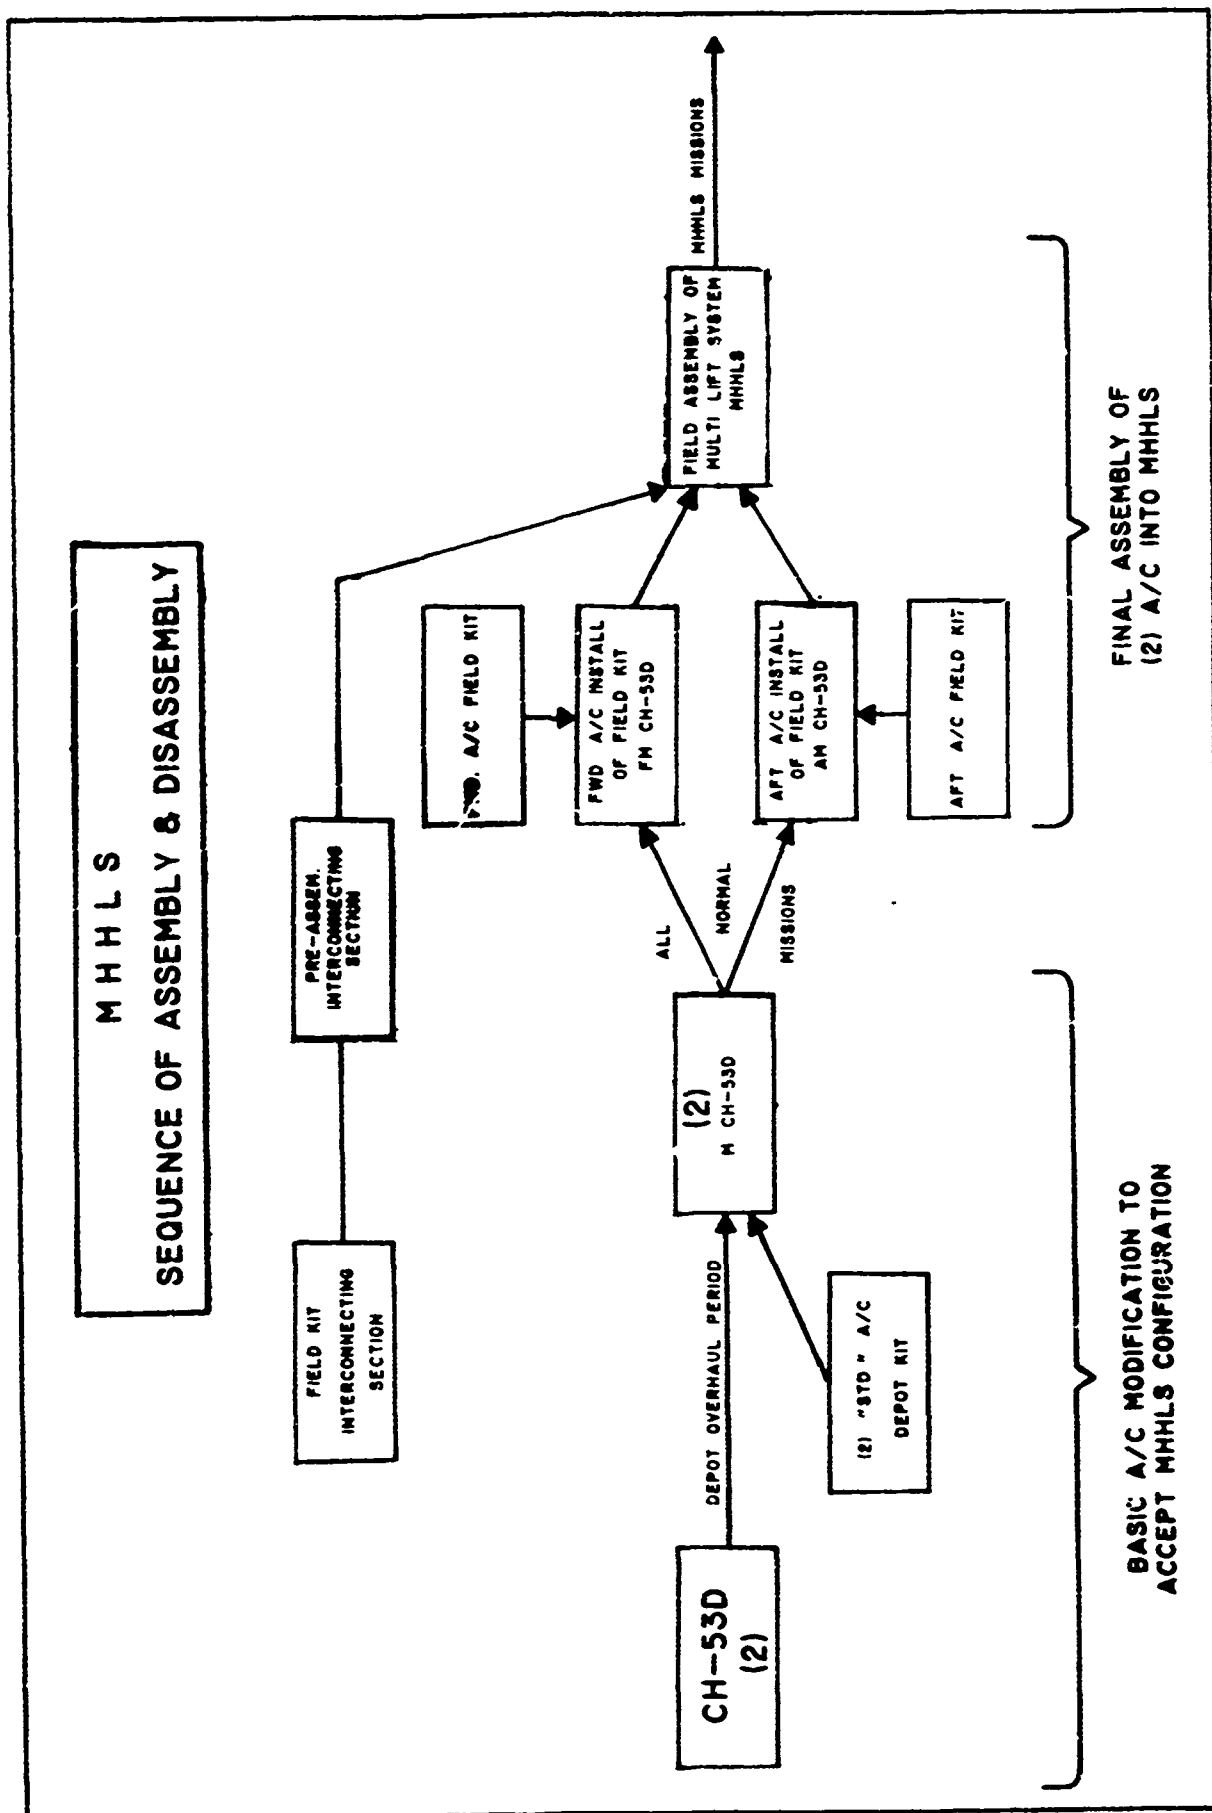 MHHLS
SEQUENCE OF ASSEMBLY & DISASSEMBLY
FIELD KIT
INTERCONNECTING
SECTION
PRE-ASSEM.
INTERCONNECTING
SECTION
CH-53D
(2)
DEPOT OVERHAUL PERIOD
(2) "STD" A/C
DEPOT KIT
(2)
M CH-53D
ALL
NORMAL
MISSIONS
A/C FIELD KIT
FWD A/C INSTALL
OF FIELD KIT
FM CH-53D
AFT A/C INSTALL
OF FIELD KIT
AM CH-53D
AFT A/C FIELD KIT
FIELD ASSEMBLY OF
MULTI LIFT SYSTEM
MHHLS
MHHLS MISSIONS
BASIC A/C MODIFICATION TO
ACCEPT MHHLS CONFIGURATION
FINAL ASSEMBLY OF
(2) A/C INTO MHHLS